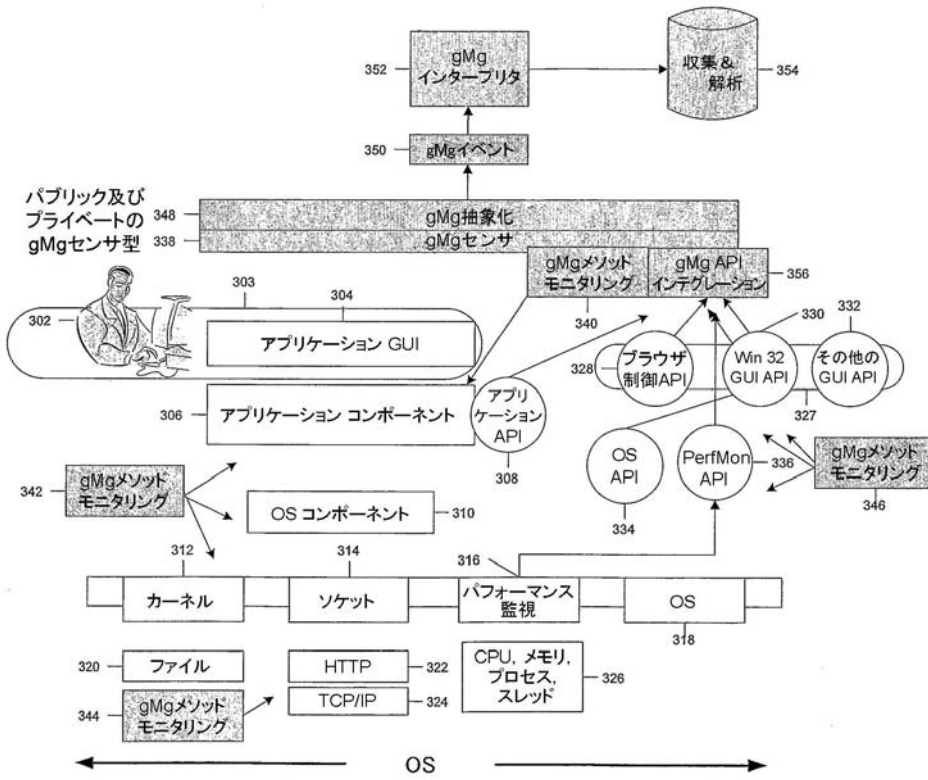 352
gMg
インタープリタ
収集＆
解析
354
350
gMgイベント
パブリック及び
プライベートの
gMgセンサ型
348
gMg抽象化
338
gMgセンサ
gMgメソッド
モニタリング
gMg API
インテグレーション
356
303
304
340
330
332
302
アプリケーション GUI
328
ブラウザ
制御API
Win 32
GUI API
その他の
GUI API
327
306
アプリケーション コンポーネント
アプリ
ケーション
API
308
OS
API
334
PerfMon
API
336
gMgメソッド
モニタリング
346
342
gMgメソッド
モニタリング
OS コンポーネント
310
312
314
316
カーネル
ソケット
パフォーマンス
監視
OS
318
320
ファイル
HTTP
322
CPU, メモリ,
プロセス,
スレッド
326
344
gMgメソッド
モニタリング
TCP/IP
324
OS